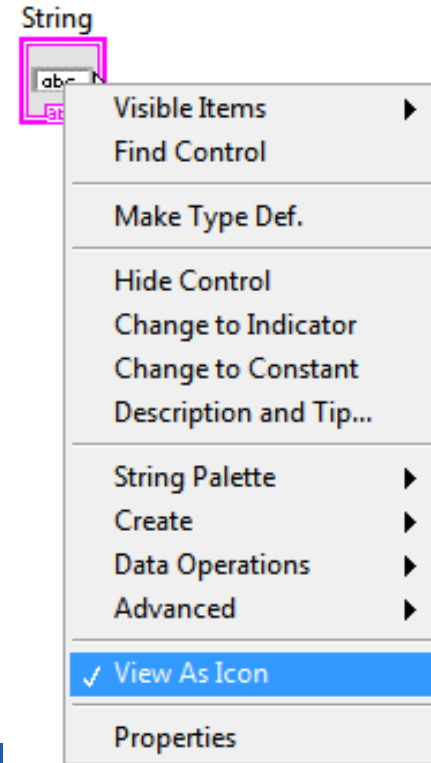 String
abc
Visible Items
Find Control
Make Type Def.
Hide Control
Change to Indicator
Change to Constant
Description and Tip...
String Palette
Create
Data Operations
Advanced
View As Icon
Properties